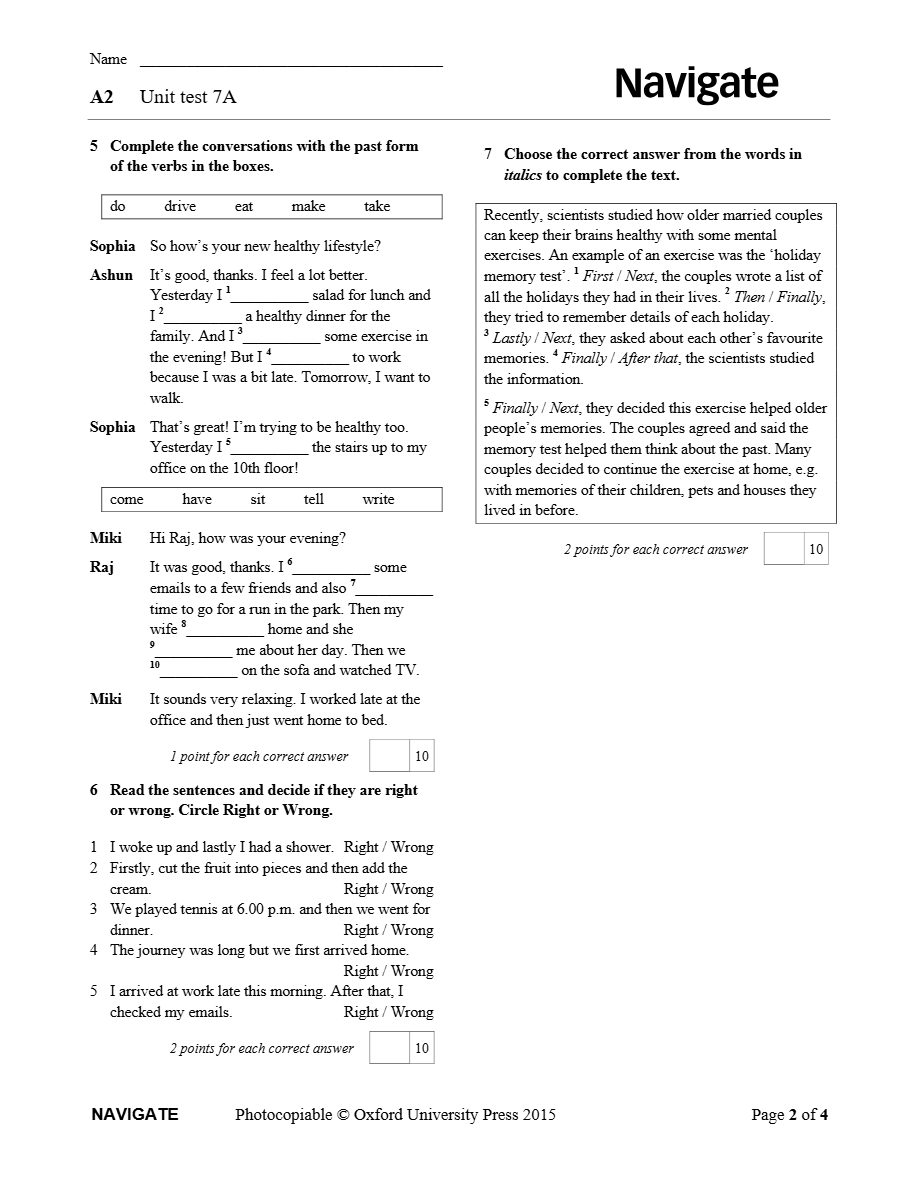 Name ______________________________________
Navigate
A2 Unit test 7A
5 Complete the conversations with the past form
of the verbs in the boxes.
do drive eat make take
Sophia So how’s your new healthy lifestyle?
Ashun It’s good, thanks. I feel a lot better.
Yesterday I ¹__________ salad for lunch and
I ²__________ a healthy dinner for the
family. And I ³__________ some exercise in
the evening! But I ⁴__________ to work
because I was a bit late. Tomorrow, I want to
walk.
Sophia That’s great! I’m trying to be healthy too.
Yesterday I ⁵__________ the stairs up to my
office on the 10th floor!
come have sit tell write
Miki Hi Raj, how was your evening?
Raj It was good, thanks. I ⁶__________ some
emails to a few friends and also ⁷__________
time to go for a run in the park. Then my
wife ⁸__________ home and she
⁹__________ me about her day. Then we
¹⁰__________ on the sofa and watched TV.
Miki It sounds very relaxing. I worked late at the
office and then just went home to bed.
1 point for each correct answer 10
6 Read the sentences and decide if they are right
or wrong. Circle Right or Wrong.
1 I woke up and lastly I had a shower. Right / Wrong
2 Firstly, cut the fruit into pieces and then add the
cream. Right / Wrong
3 We played tennis at 6.00 p.m. and then we went for
dinner. Right / Wrong
4 The journey was long but we first arrived home.
Right / Wrong
5 I arrived at work late this morning. After that, I
checked my emails. Right / Wrong
2 points for each correct answer 10
7 Choose the correct answer from the words in
italics to complete the text.
Recently, scientists studied how older married couples
can keep their brains healthy with some mental
exercises. An example of an exercise was the ‘holiday
memory test’. ¹ First / Next, the couples wrote a list of
all the holidays they had in their lives. ² Then / Finally,
they tried to remember details of each holiday.
³ Lastly / Next, they asked about each other’s favourite
memories. ⁴ Finally / After that, the scientists studied
the information.
⁵ Finally / Next, they decided this exercise helped older
people’s memories. The couples agreed and said the
memory test helped them think about the past. Many
couples decided to continue the exercise at home, e.g.
with memories of their children, pets and houses they
lived in before.
2 points for each correct answer 10
NAVIGATE Photocopiable © Oxford University Press 2015 Page 2 of 4